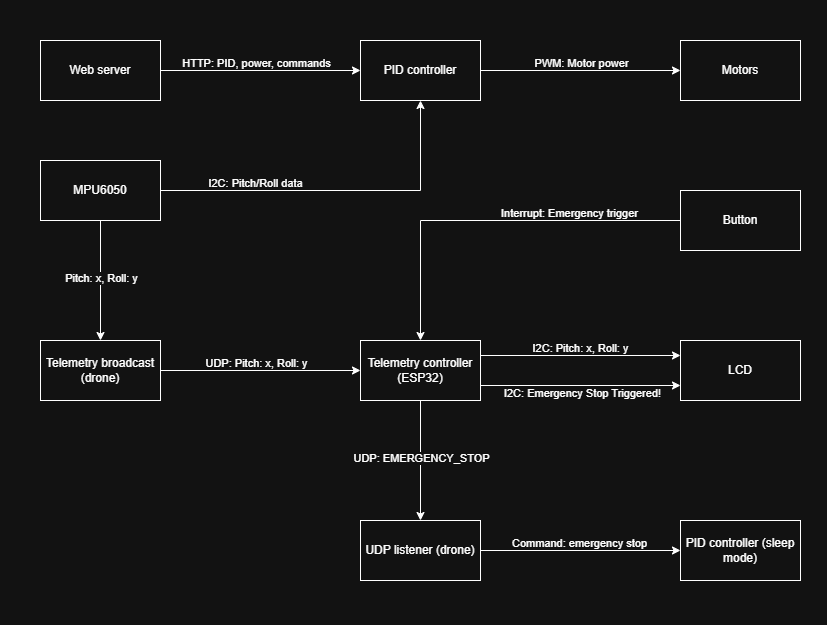 Web server
HTTP: PID, power, commands
PID controller
PWM: Motor power
Motors
MPU6050
I2C: Pitch/Roll data
Interrupt: Emergency trigger
Button
Pitch: x, Roll: y
Telemetry broadcast
(drone)
UDP: Pitch: x, Roll: y
Telemetry controller
(ESP32)
I2C: Pitch: x, Roll: y
I2C: Emergency Stop Triggered!
LCD
UDP: EMERGENCY_STOP
UDP listener (drone)
Command: emergency stop
PID controller (sleep
mode)